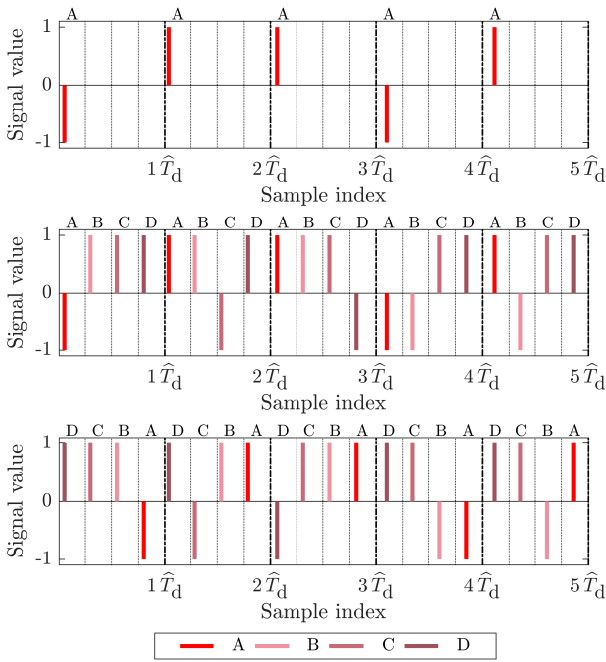 A A A A A
1
0
-1
Signal value
1 T̂d 2 T̂d 3 T̂d 4 T̂d 5 T̂d
Sample index
A B C D A B C D A B C D A B C D A B C D
1
0
-1
Signal value
1 T̂d 2 T̂d 3 T̂d 4 T̂d 5 T̂d
Sample index
D C B A D C B A D C B A D C B A D C B A
1
0
-1
Signal value
1 T̂d 2 T̂d 3 T̂d 4 T̂d 5 T̂d
Sample index
A B C D